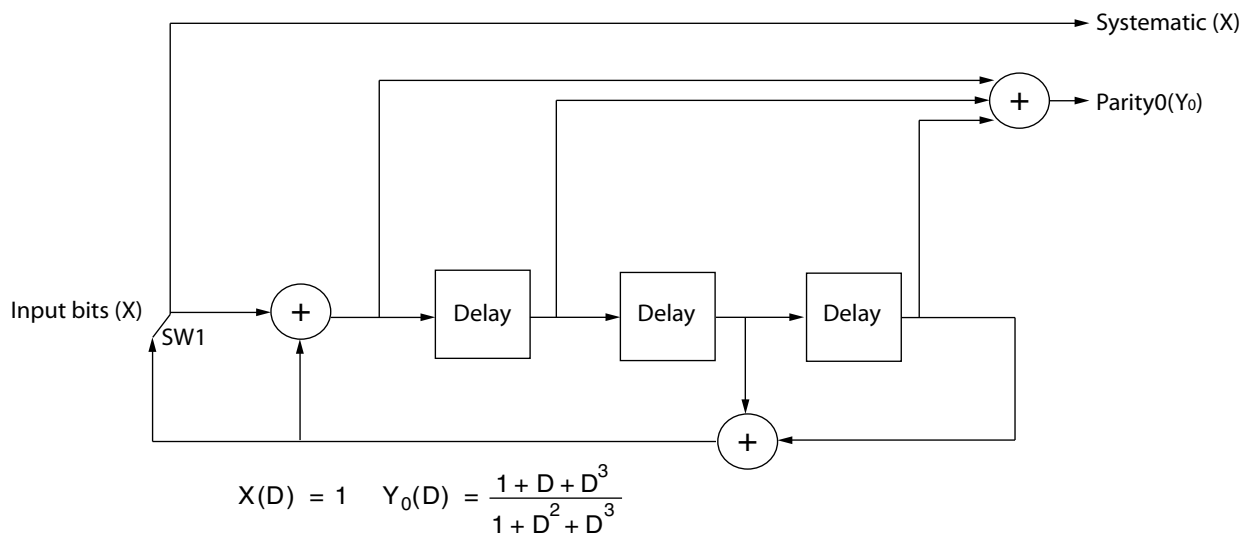 Systematic (X)
+
Parity0(Y₀)
Input bits (X)
SW1
+
Delay
Delay
Delay
+
X(D) = 1 Y₀(D) = (1 + D + D³) / (1 + D² + D³)